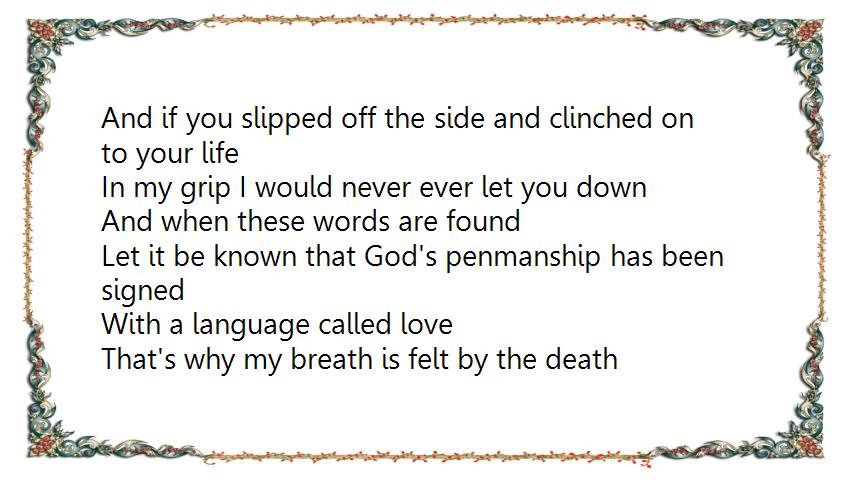 And if you slipped off the side and clinched on
to your life
In my grip I would never ever let you down
And when these words are found
Let it be known that God's penmanship has been
signed
With a language called love
That's why my breath is felt by the death